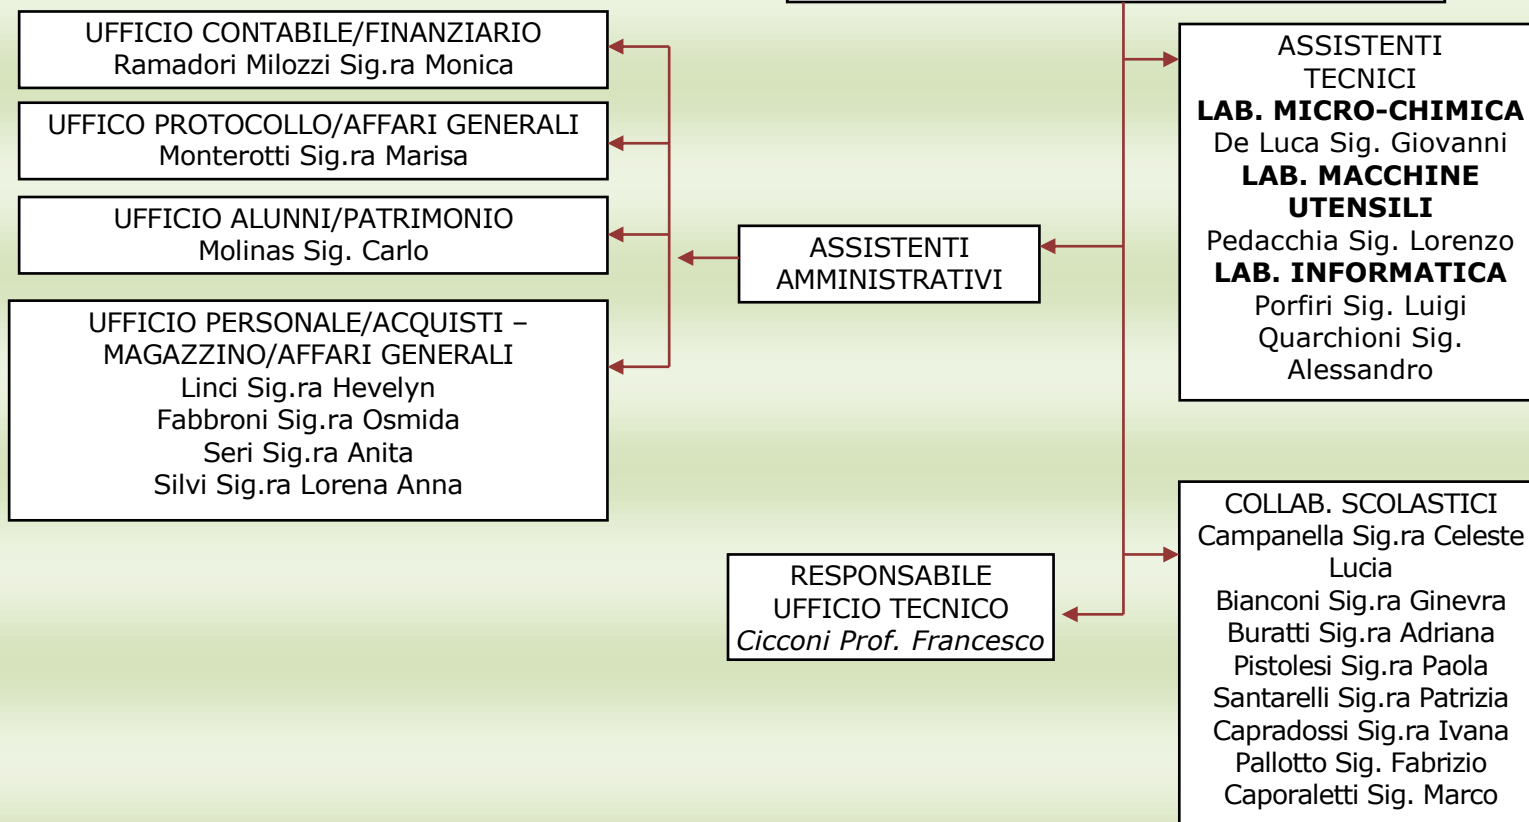 UFFICIO CONTABILE/FINANZIARIO
Ramadori Milozzi Sig.ra Monica
UFFICO PROTOCOLLO/AFFARI GENERALI
Monterotti Sig.ra Marisa
UFFICIO ALUNNI/PATRIMONIO
Molinas Sig. Carlo
UFFICIO PERSONALE/ACQUISTI –
MAGAZZINO/AFFARI GENERALI
Linci Sig.ra Hevelyn
Fabbroni Sig.ra Osmida
Seri Sig.ra Anita
Silvi Sig.ra Lorena Anna
ASSISTENTI
AMMINISTRATIVI
RESPONSABILE
UFFICIO TECNICO
Cicconi Prof. Francesco
ASSISTENTI
TECNICI
LAB. MICRO-CHIMICA
De Luca Sig. Giovanni
LAB. MACCHINE
UTENSILI
Pedacchia Sig. Lorenzo
LAB. INFORMATICA
Porfiri Sig. Luigi
Quarchioni Sig.
Alessandro
COLLAB. SCOLASTICI
Campanella Sig.ra Celeste
Lucia
Bianconi Sig.ra Ginevra
Buratti Sig.ra Adriana
Pistolesi Sig.ra Paola
Santarelli Sig.ra Patrizia
Capradossi Sig.ra Ivana
Pallotto Sig. Fabrizio
Caporaletti Sig. Marco